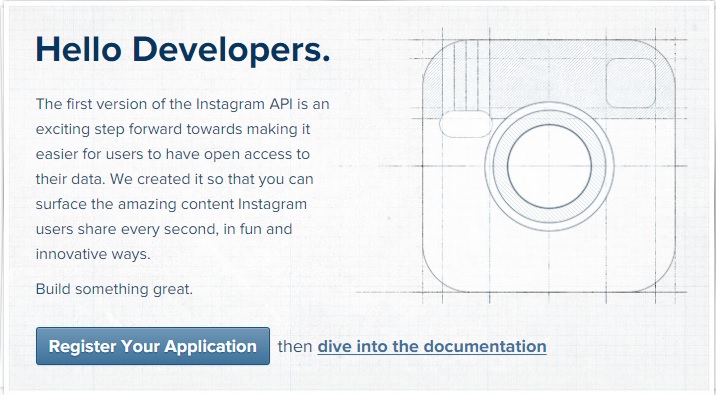 Hello Developers.
The first version of the Instagram API is an
exciting step forward towards making it
easier for users to have open access to
their data. We created it so that you can
surface the amazing content Instagram
users share every second, in fun and
innovative ways.
Build something great.
Register Your Application then dive into the documentation